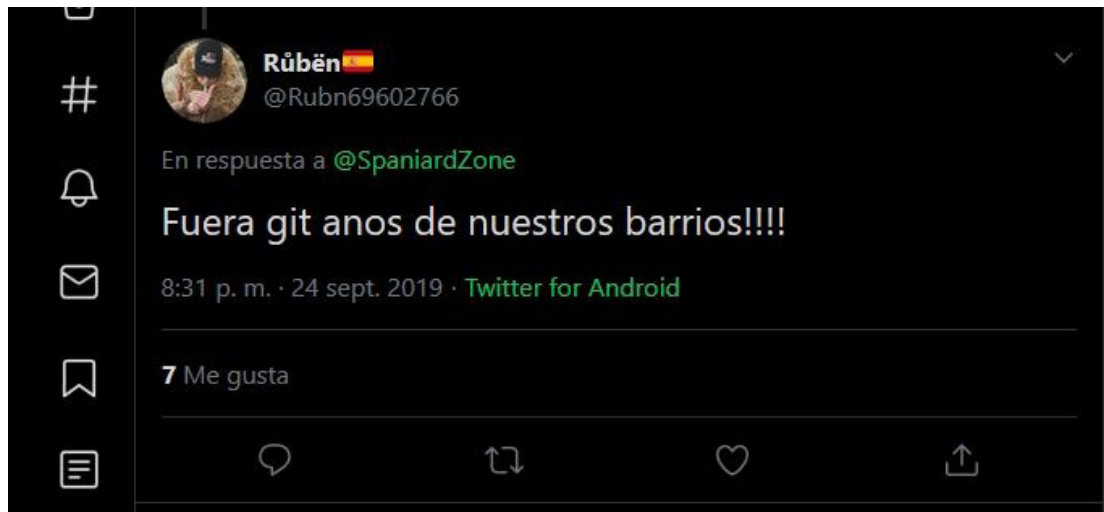 Růbën
@Rubn69602766
En respuesta a @SpaniardZone
Fuera git anos de nuestros barrios!!!!
8:31 p. m. · 24 sept. 2019 · Twitter for Android
7 Me gusta